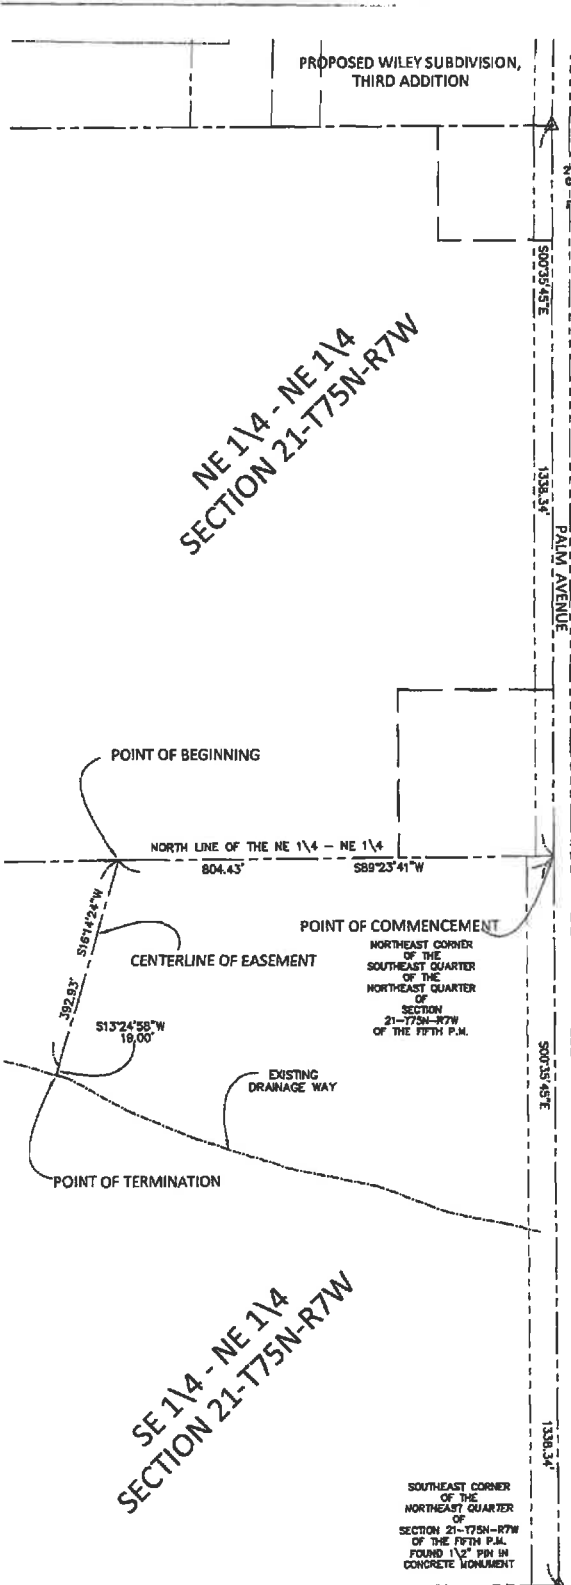 PROPOSED WILEY SUBDIVISION,
THIRD ADDITION
S00°35'45"E
NE 1\4 - NE 1\4
SECTION 21-T75N-R7W
1338.34'
PALM AVENUE
POINT OF BEGINNING
NORTH LINE OF THE NE 1\4 - NE 1\4
804.43'
S89°23'41"W
POINT OF COMMENCEMENT
NORTHEAST CORNER
OF THE
SOUTHEAST QUARTER
OF THE
NORTHEAST QUARTER
OF
SECTION
21-T75N-R7W
OF THE FIFTH P.M.
S16°14'24"W
392.93'
CENTERLINE OF EASEMENT
S13°24'58"W
19.00'
EXISTING
DRAINAGE WAY
S00°35'45"E
POINT OF TERMINATION
SE 1\4 - NE 1\4
SECTION 21-T75N-R7W
1338.34'
SOUTHEAST CORNER
OF THE
NORTHEAST QUARTER
OF
SECTION 21-T75N-R7W
OF THE FIFTH P.M.
FOUND 1\2" PIN IN
CONCRETE MONUMENT